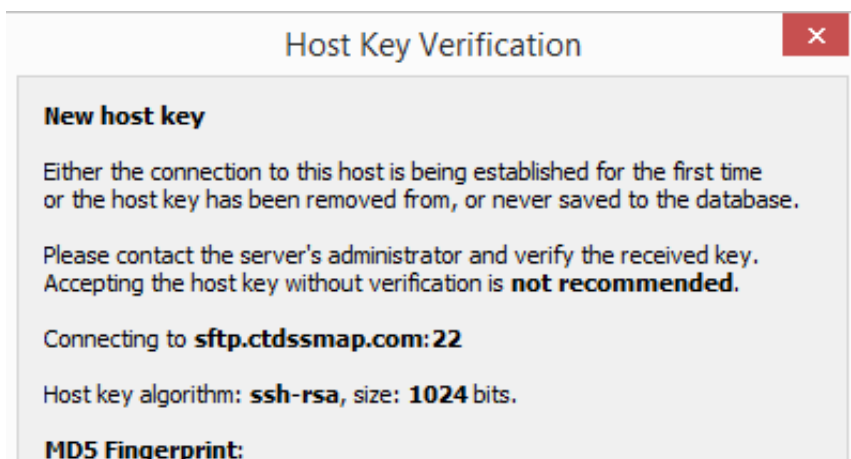 Host Key Verification
New host key
Either the connection to this host is being established for the first time
or the host key has been removed from, or never saved to the database.
Please contact the server's administrator and verify the received key.
Accepting the host key without verification is not recommended.
Connecting to sftp.ctdssmap.com:22
Host key algorithm: ssh-rsa, size: 1024 bits.
MD5 Fingerprint: